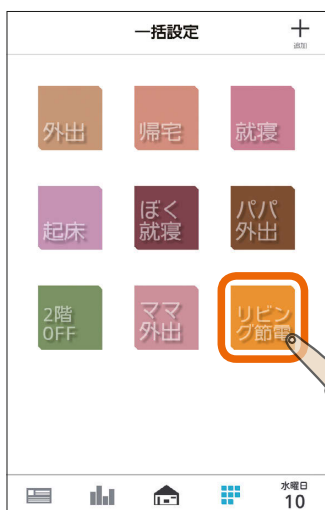 一括設定
追加
外出
帰宅
就寝
起床
ぼく
就寝
パパ
外出
2階
OFF
ママ
外出
リビン
グ節電
水曜日
10